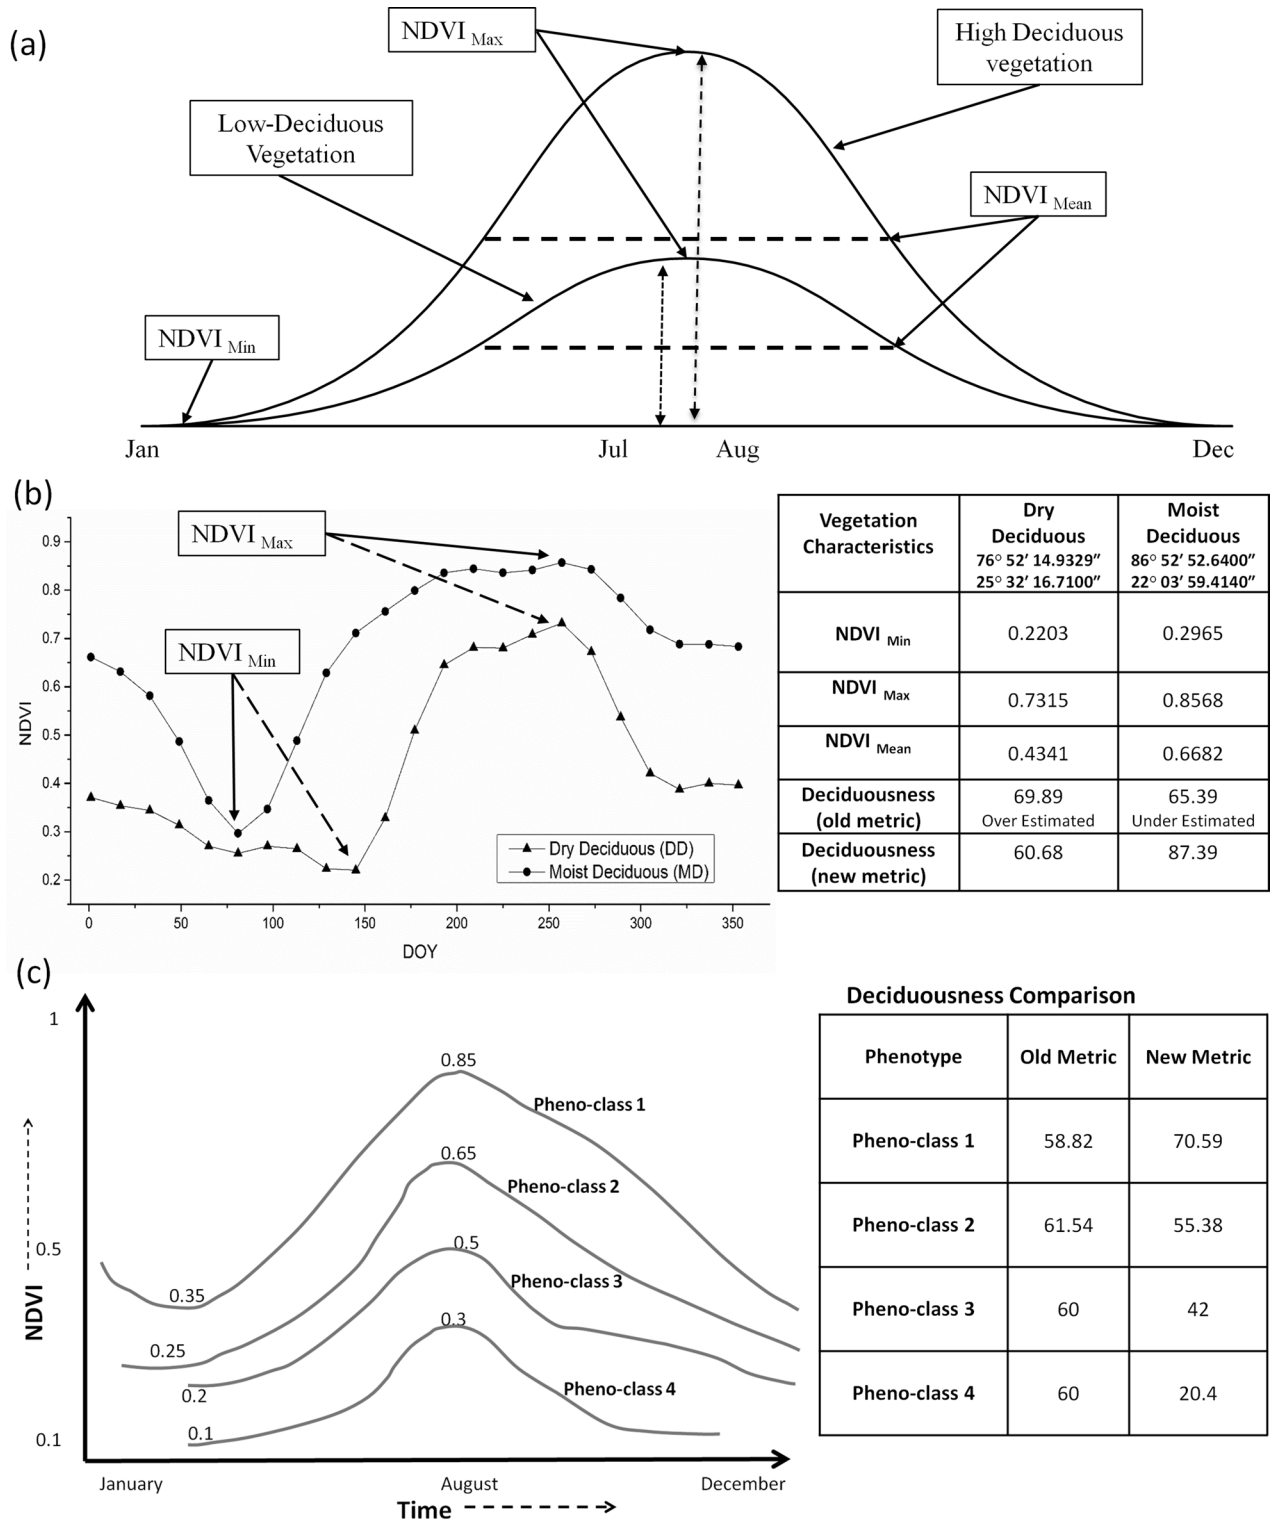 (a)
NDVI Max
High Deciduous
vegetation
Low-Deciduous
Vegetation
NDVI Mean
NDVI Min
Jan
Jul
Aug
Dec
(b)
NDVI Max
NDVI Min
NDVI
0.9
0.8
0.7
0.6
0.5
0.4
0.3
0.2
0
50
100
150
200
250
300
350
DOY
Dry Deciduous (DD)
Moist Deciduous (MD)
Vegetation
Characteristics
Dry
Deciduous
76° 52’ 14.9329”
25° 32’ 16.7100”
Moist
Deciduous
86° 52’ 52.6400”
22° 03’ 59.4140”
NDVI Min
0.2203
0.2965
NDVI Max
0.7315
0.8568
NDVI Mean
0.4341
0.6682
Deciduousness
(old metric)
69.89
Over Estimated
65.39
Under Estimated
Deciduousness
(new metric)
60.68
87.39
(c)
1
0.5
0.1
NDVI
0.85
Pheno-class 1
0.65
Pheno-class 2
0.5
Pheno-class 3
0.3
Pheno-class 4
0.35
0.25
0.2
0.1
January
August
December
Time
Deciduousness Comparison
Phenotype Old Metric New Metric
Pheno-class 1 58.82 70.59
Pheno-class 2 61.54 55.38
Pheno-class 3 60 42
Pheno-class 4 60 20.4